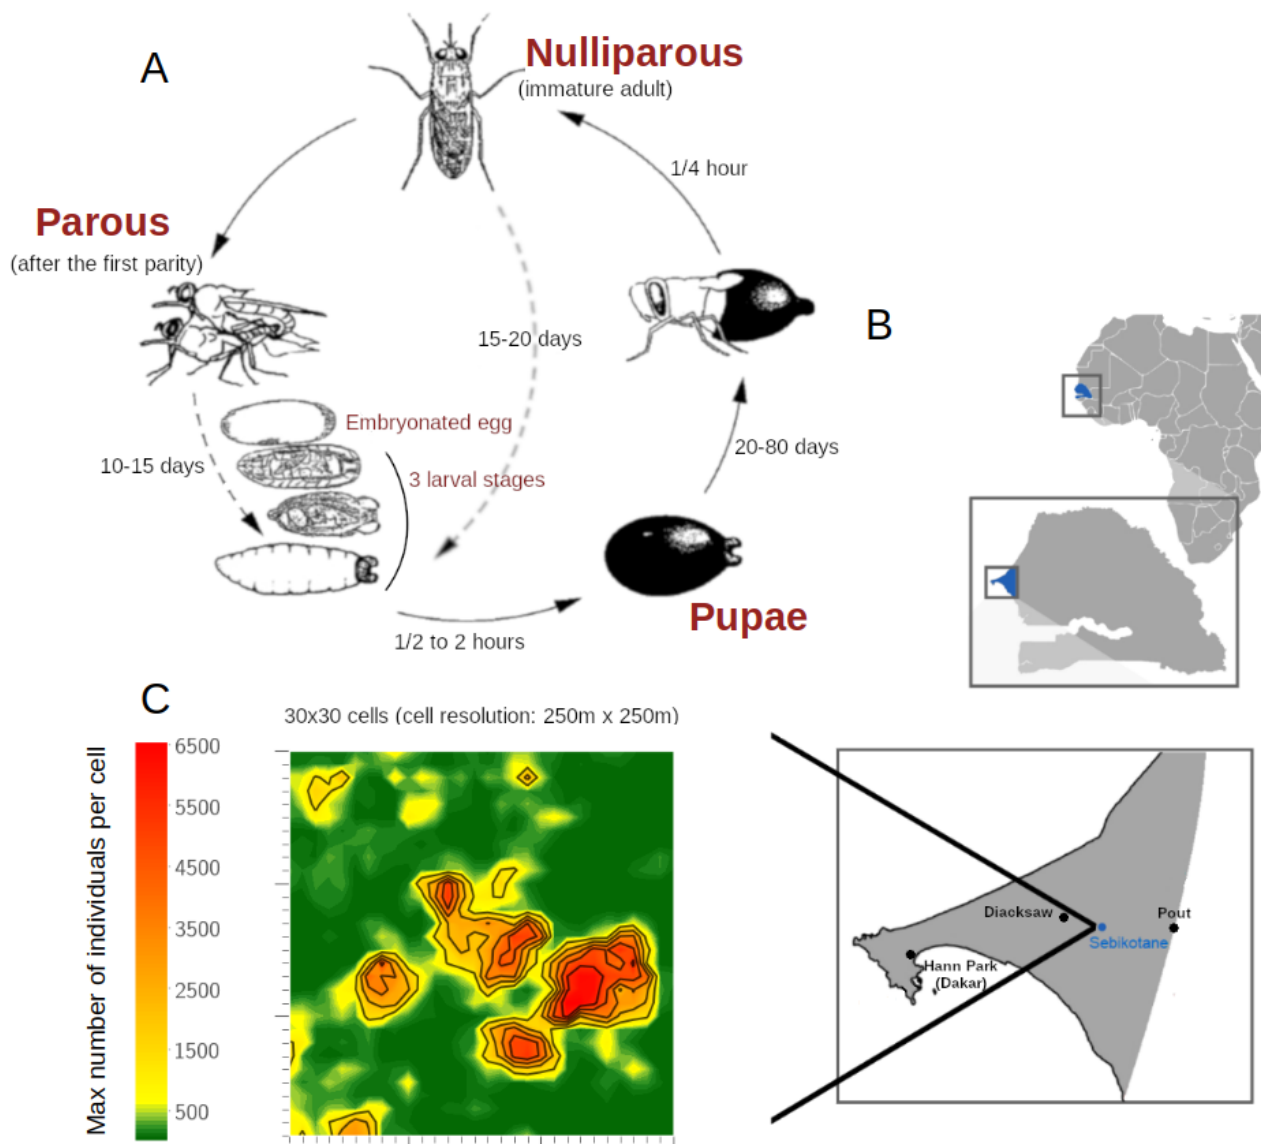 A
Nulliparous
(immature adult)
1/4 hour
Parous
(after the first parity)
15-20 days
B
Embryonated egg
10-15 days
3 larval stages
20-80 days
Pupae
1/2 to 2 hours
C
30x30 cells (cell resolution: 250m x 250m)
Max number of individuals per cell
6500
5500
4500
3500
2500
1500
500
Diacksaw
Pout
Sebikotane
Hann Park
(Dakar)